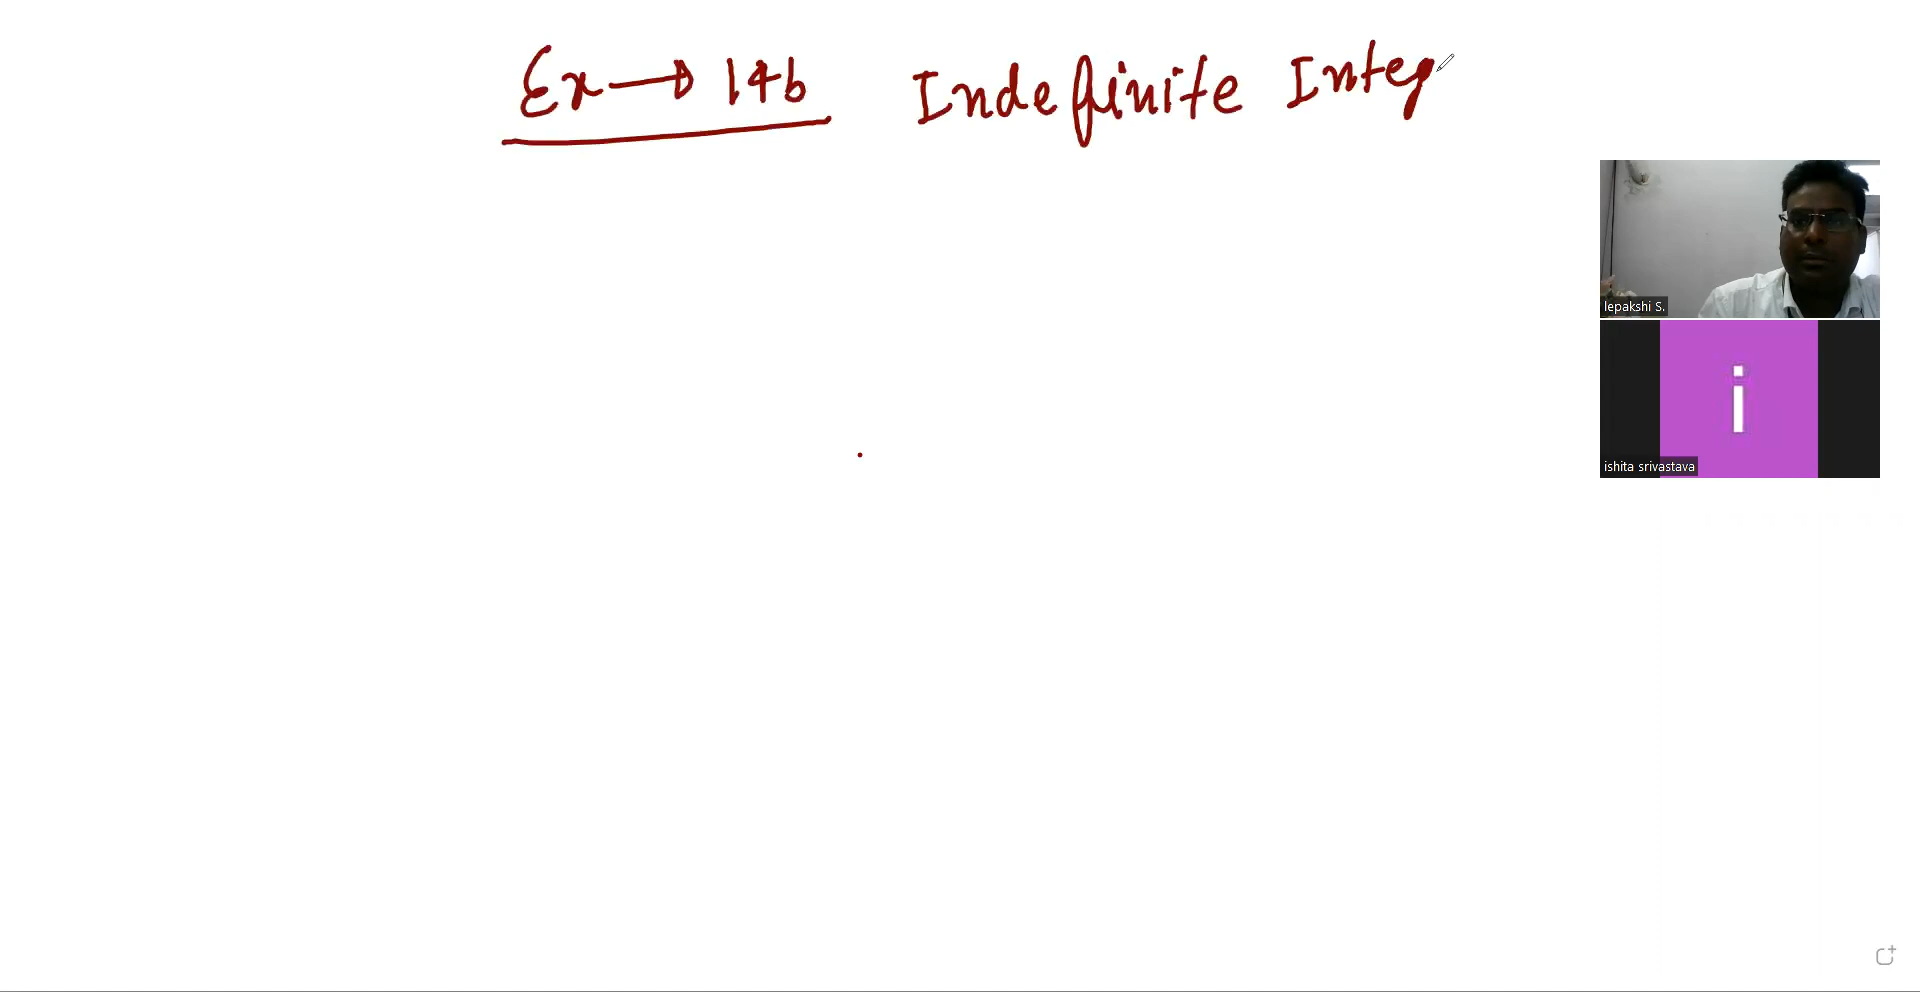 Ex → 14b Indefinite Integ
lepakshi S.
i
ishita srivastava